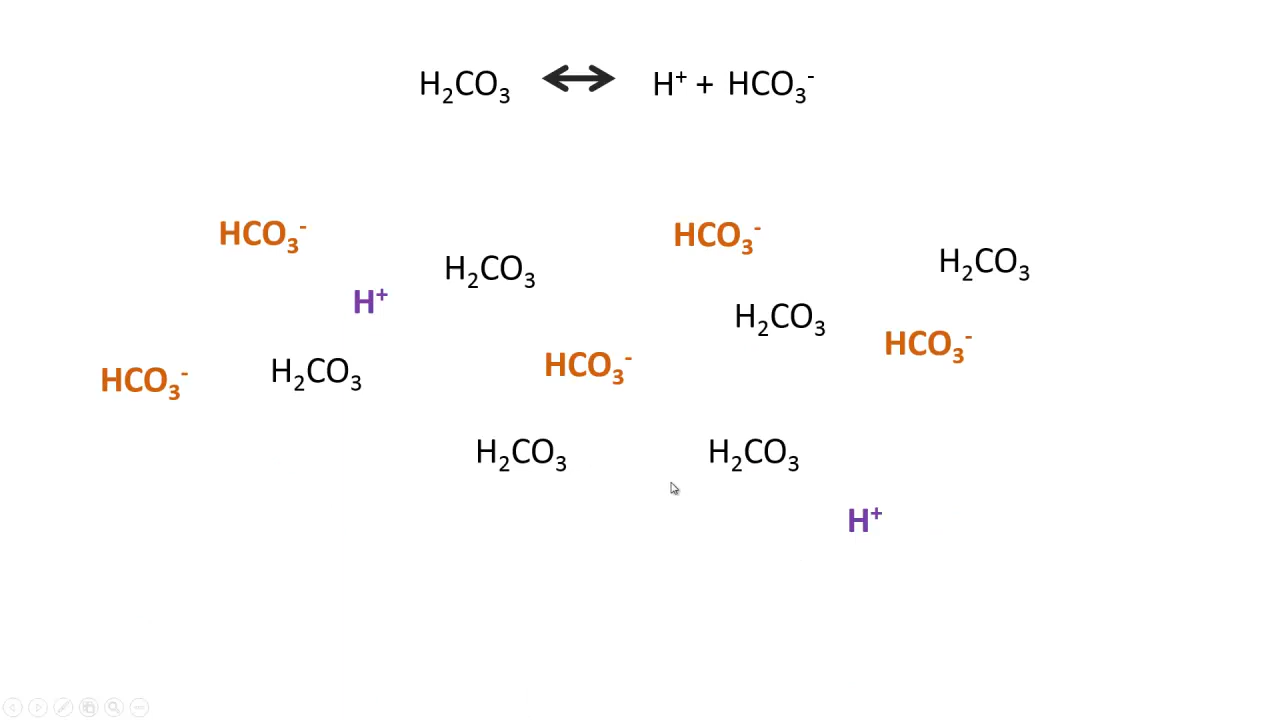 H₂CO₃ ⟷ H⁺ + HCO₃⁻
HCO₃⁻ HCO₃⁻
H₂CO₃ H₂CO₃
H⁺ H₂CO₃
HCO₃⁻ H₂CO₃ HCO₃⁻ HCO₃⁻
H₂CO₃ H₂CO₃
H⁺